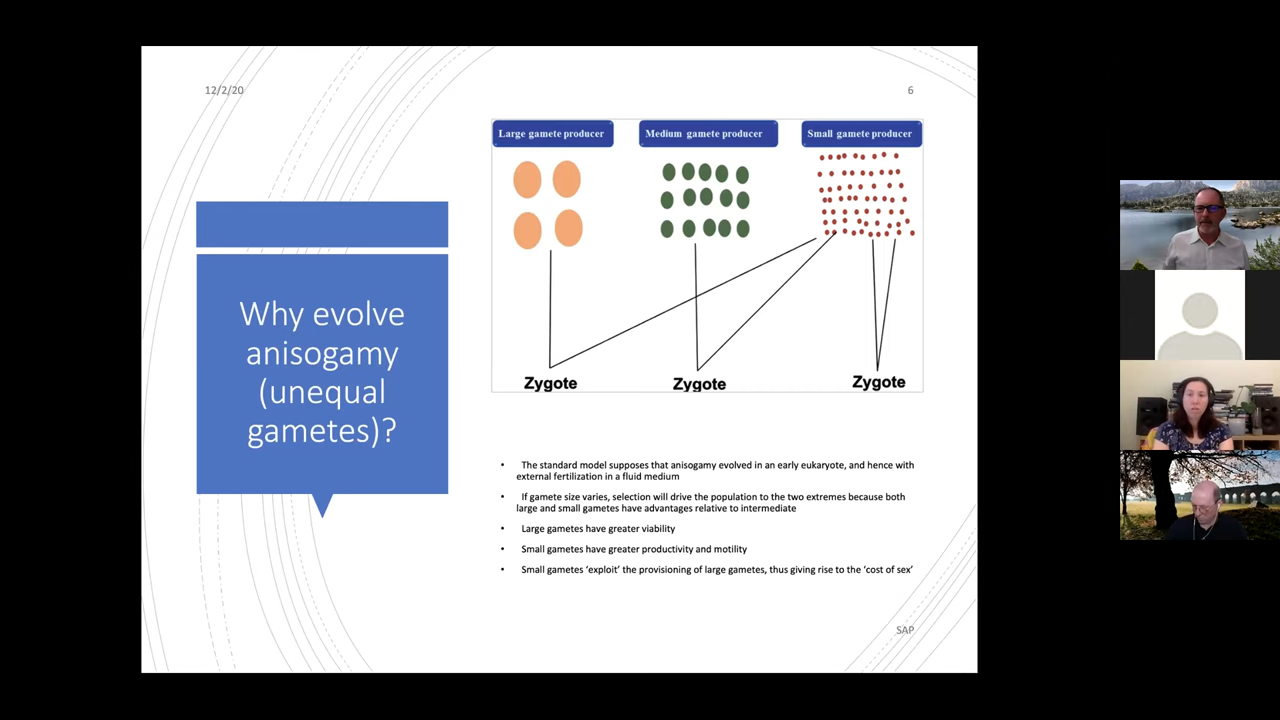 12/2/20
6
Why evolve
anisogamy
(unequal
gametes)?
Large gamete producer
Medium gamete producer
Small gamete producer
Zygote
Zygote
Zygote
• The standard model supposes that anisogamy evolved in an early eukaryote, and hence with
external fertilization in a fluid medium
• If gamete size varies, selection will drive the population to the two extremes because both
large and small gametes have advantages relative to intermediate
• Large gametes have greater viability
• Small gametes have greater productivity and motility
• Small gametes ‘exploit’ the provisioning of large gametes, thus giving rise to the ‘cost of sex’
SAP